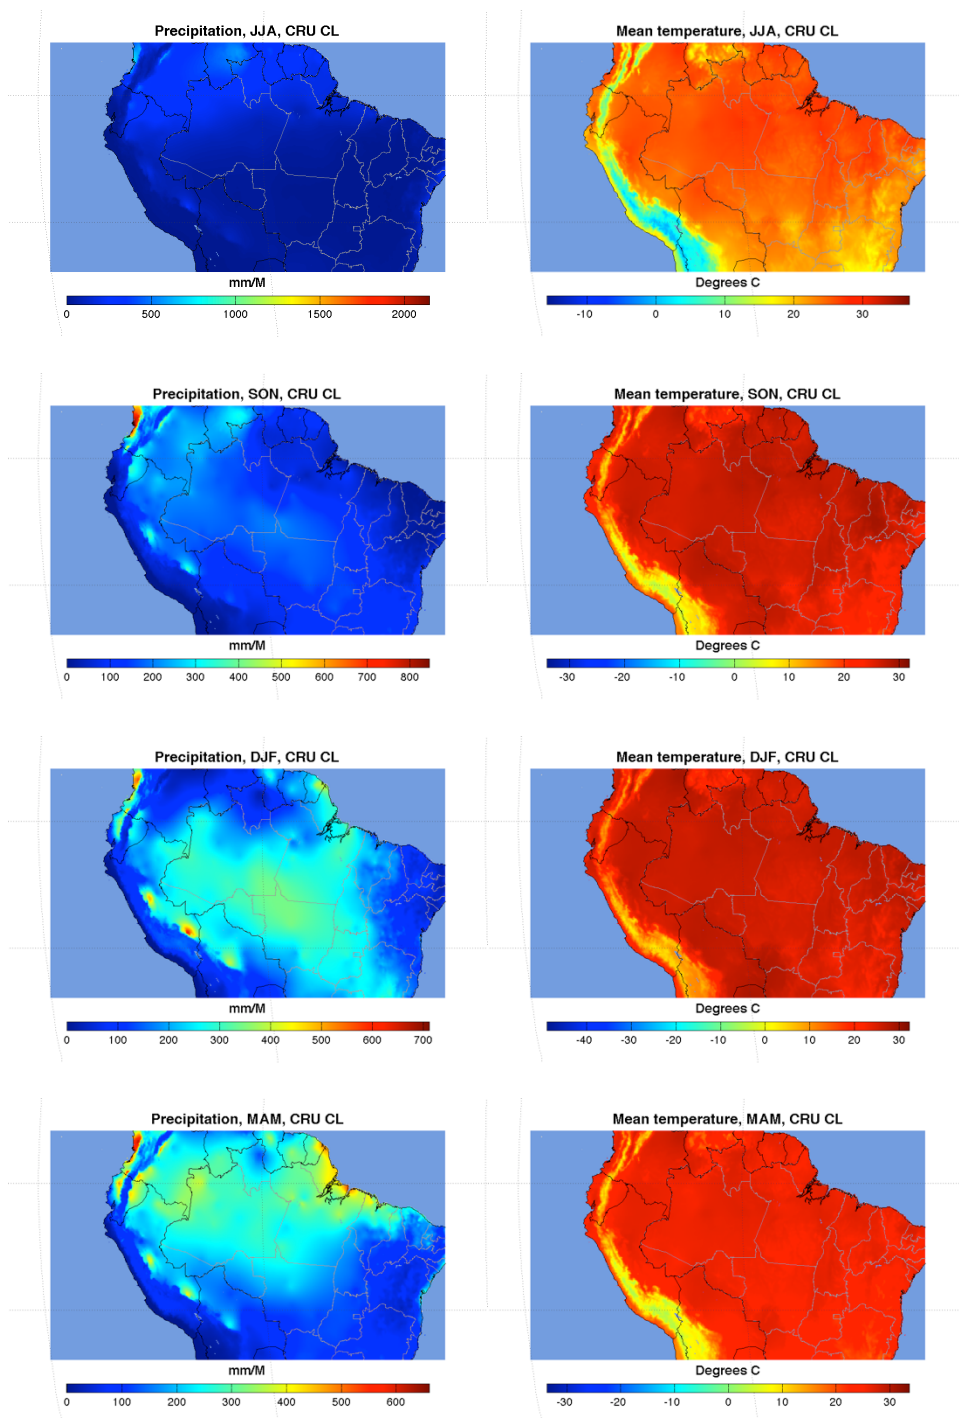 Precipitation, JJA, CRU CL
Mean temperature, JJA, CRU CL
mm/M
Degrees C
0 500 1000 1500 2000
-10 0 10 20 30
Precipitation, SON, CRU CL
Mean temperature, SON, CRU CL
mm/M
Degrees C
0 100 200 300 400 500 600 700 800
-30 -20 -10 0 10 20 30
Precipitation, DJF, CRU CL
Mean temperature, DJF, CRU CL
mm/M
Degrees C
0 100 200 300 400 500 600 700
-40 -30 -20 -10 0 10 20 30
Precipitation, MAM, CRU CL
Mean temperature, MAM, CRU CL
mm/M
Degrees C
0 100 200 300 400 500 600
-30 -20 -10 0 10 20 30